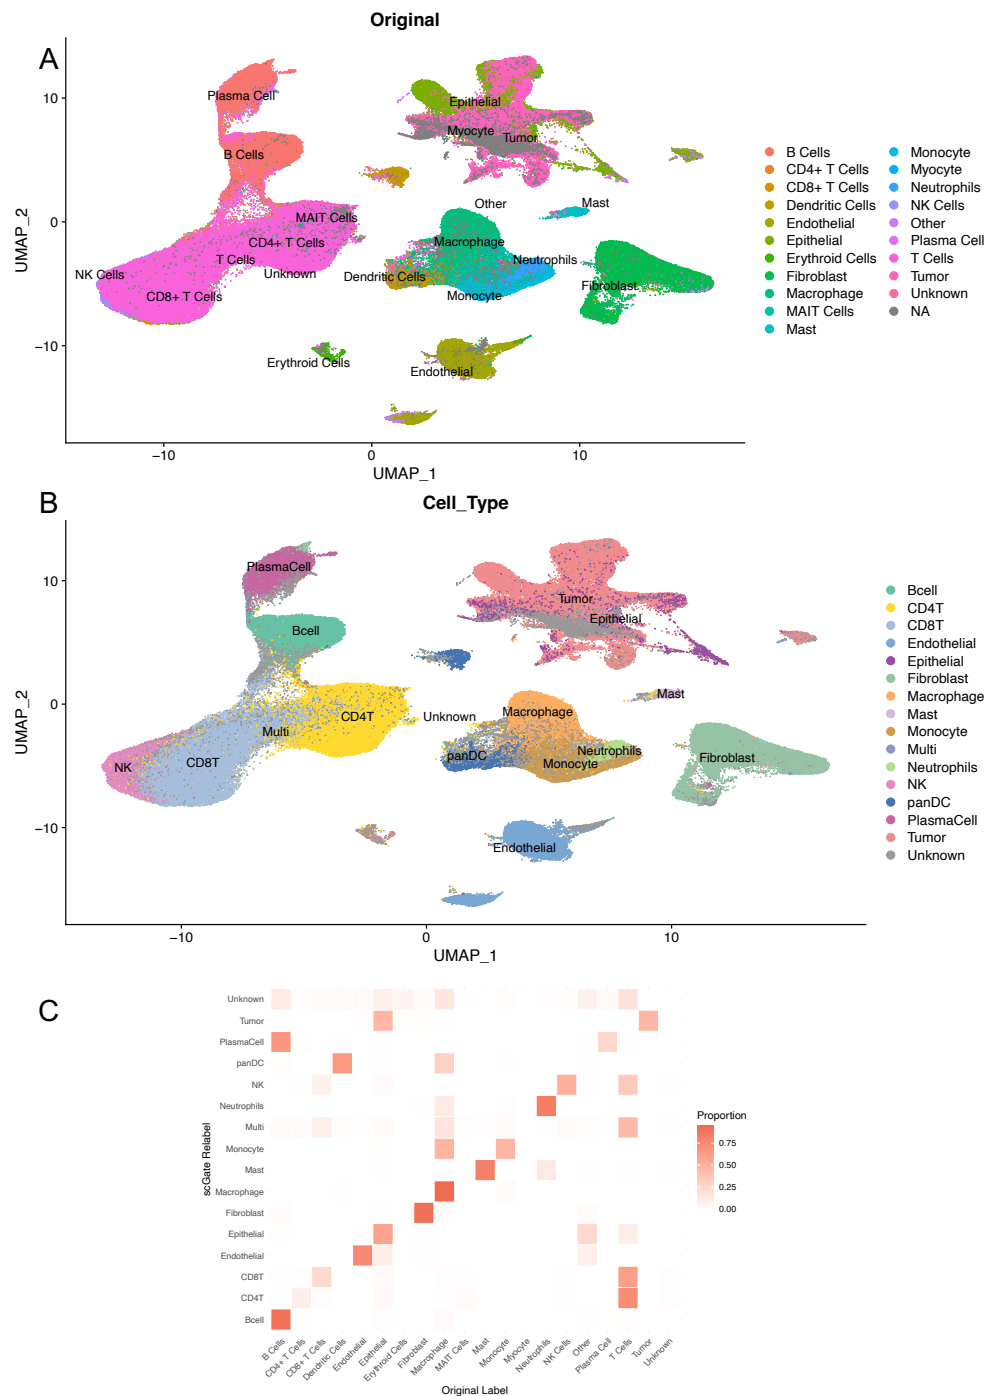 Original
A
UMAP_2
10
0
−10
Plasma Cell
B Cells
MAIT Cells
CD4+ T Cells
T Cells
Unknown
NK Cells
CD8+ T Cells
Erythroid Cells
Epithelial
Myocyte
Tumor
Other
Mast
Macrophage
Neutrophils
Dendritic Cells
Monocyte
Fibroblast
Endothelial
−10
0
10
UMAP_1
B Cells
CD4+ T Cells
CD8+ T Cells
Dendritic Cells
Endothelial
Epithelial
Erythroid Cells
Fibroblast
Macrophage
MAIT Cells
Mast
Monocyte
Myocyte
Neutrophils
NK Cells
Other
Plasma Cell
T Cells
Tumor
Unknown
NA
B
Cell_Type
UMAP_2
10
0
−10
PlasmaCell
Bcell
CD4T
Multi
NK
CD8T
Tumor
Epithelial
Mast
Unknown
Macrophage
Neutrophils
panDC
Monocyte
Fibroblast
Endothelial
−10
0
10
UMAP_1
Bcell
CD4T
CD8T
Endothelial
Epithelial
Fibroblast
Macrophage
Mast
Monocyte
Multi
Neutrophils
NK
panDC
PlasmaCell
Tumor
Unknown
C
scGate Relabel
Unknown
Tumor
PlasmaCell
panDC
NK
Neutrophils
Multi
Monocyte
Mast
Macrophage
Fibroblast
Epithelial
Endothelial
CD8T
CD4T
Bcell
B Cells
CD4+ T Cells
CD8+ T Cells
Dendritic Cells
Endothelial
Epithelial
Erythroid Cells
Fibroblast
Macrophage
MAIT Cells
Mast
Monocyte
Myocyte
Neutrophils
NK Cells
Other
Plasma Cell
T Cells
Tumor
Unknown
Original Label
Proportion
0.75
0.50
0.25
0.00